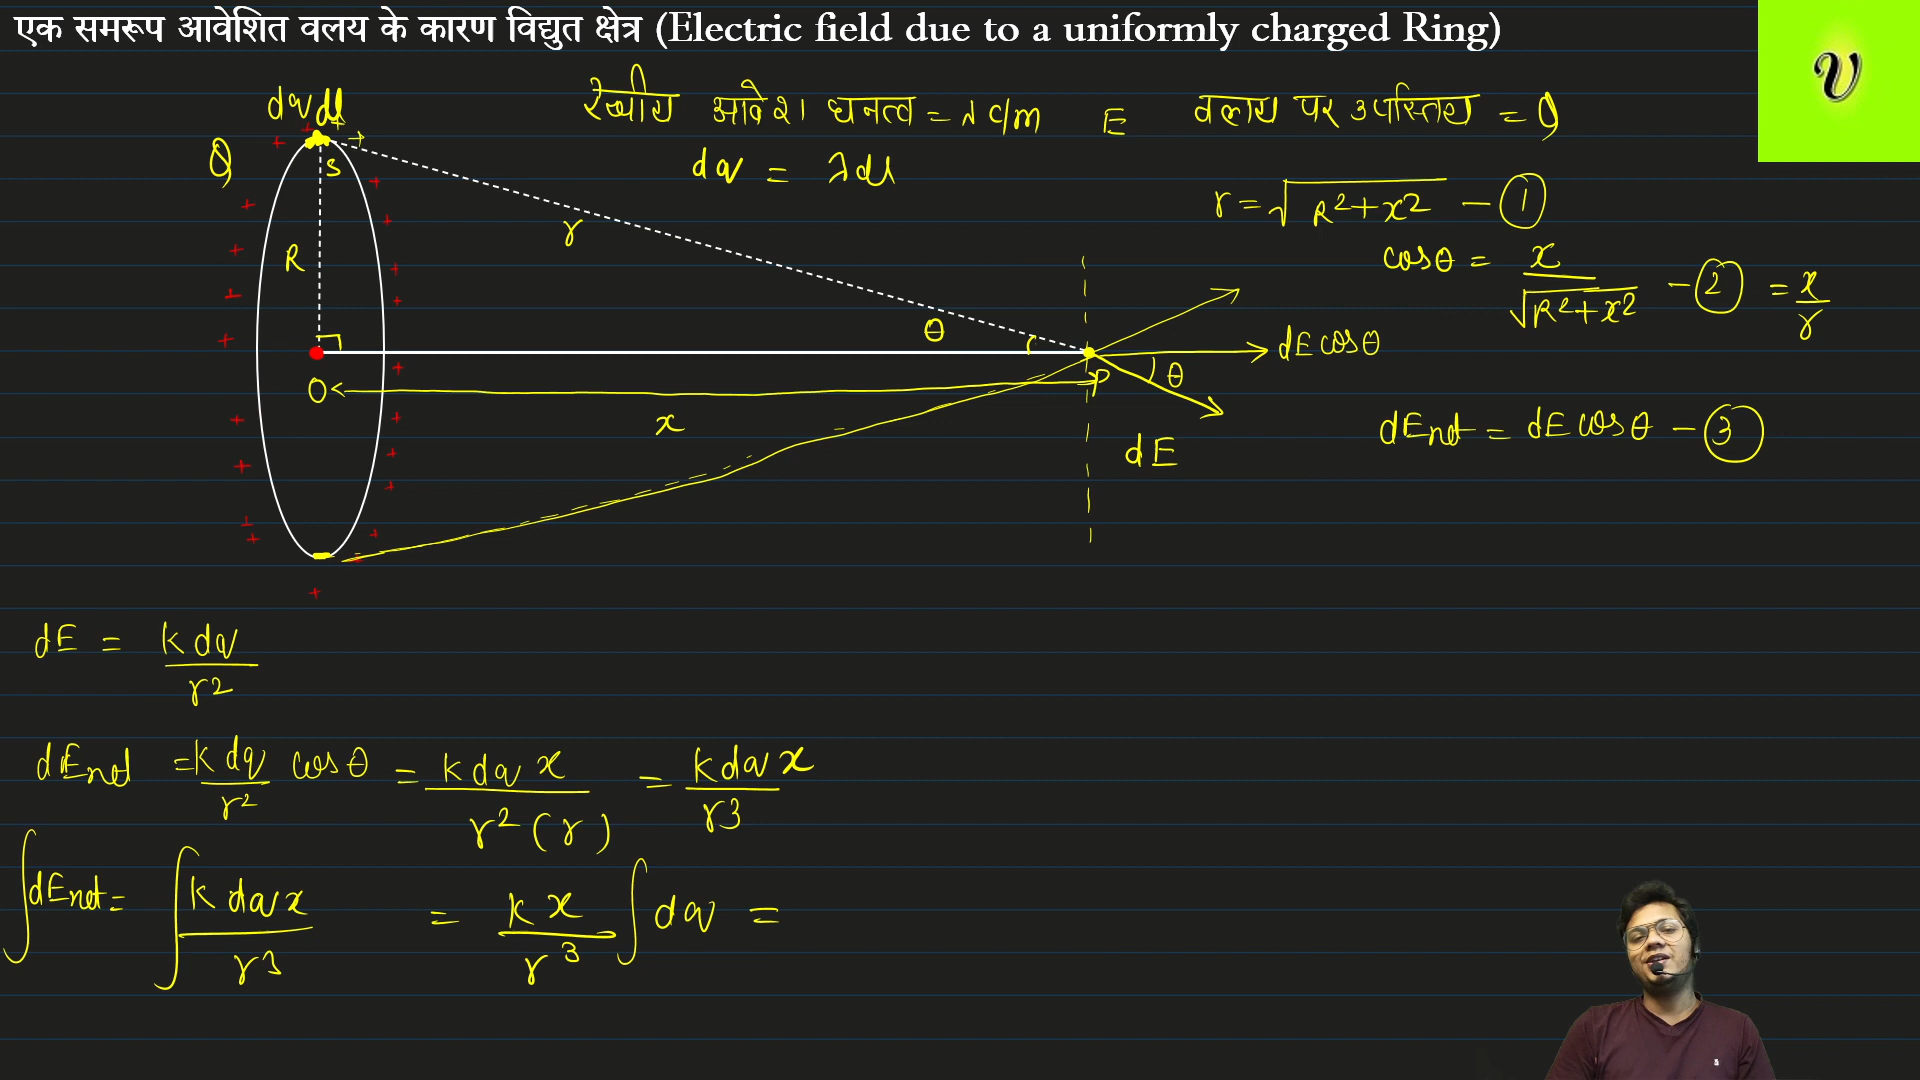 एक समरूप आवेशित वलय के कारण विद्युत क्षेत्र (Electric field due to a uniformly charged Ring)
υ
dq dl
रेखीय आवेश घनत्व = λ C/m E वलय पर उपस्तिथ = Q
Q
S
dq = λdl
r = √R²+x² - ①
r
R
cosθ = x/√R²+x² - ② = x/r
θ
dE cosθ
O
P
θ
x
dEnet = dE cosθ - ③
dE
dE = k dq/r²
dEnet = k dq/r² cosθ = k dq x/r² (r) = k dq x/r3
∫dEnet = ∫k dq x/r3 = k x/r³ ∫dq =